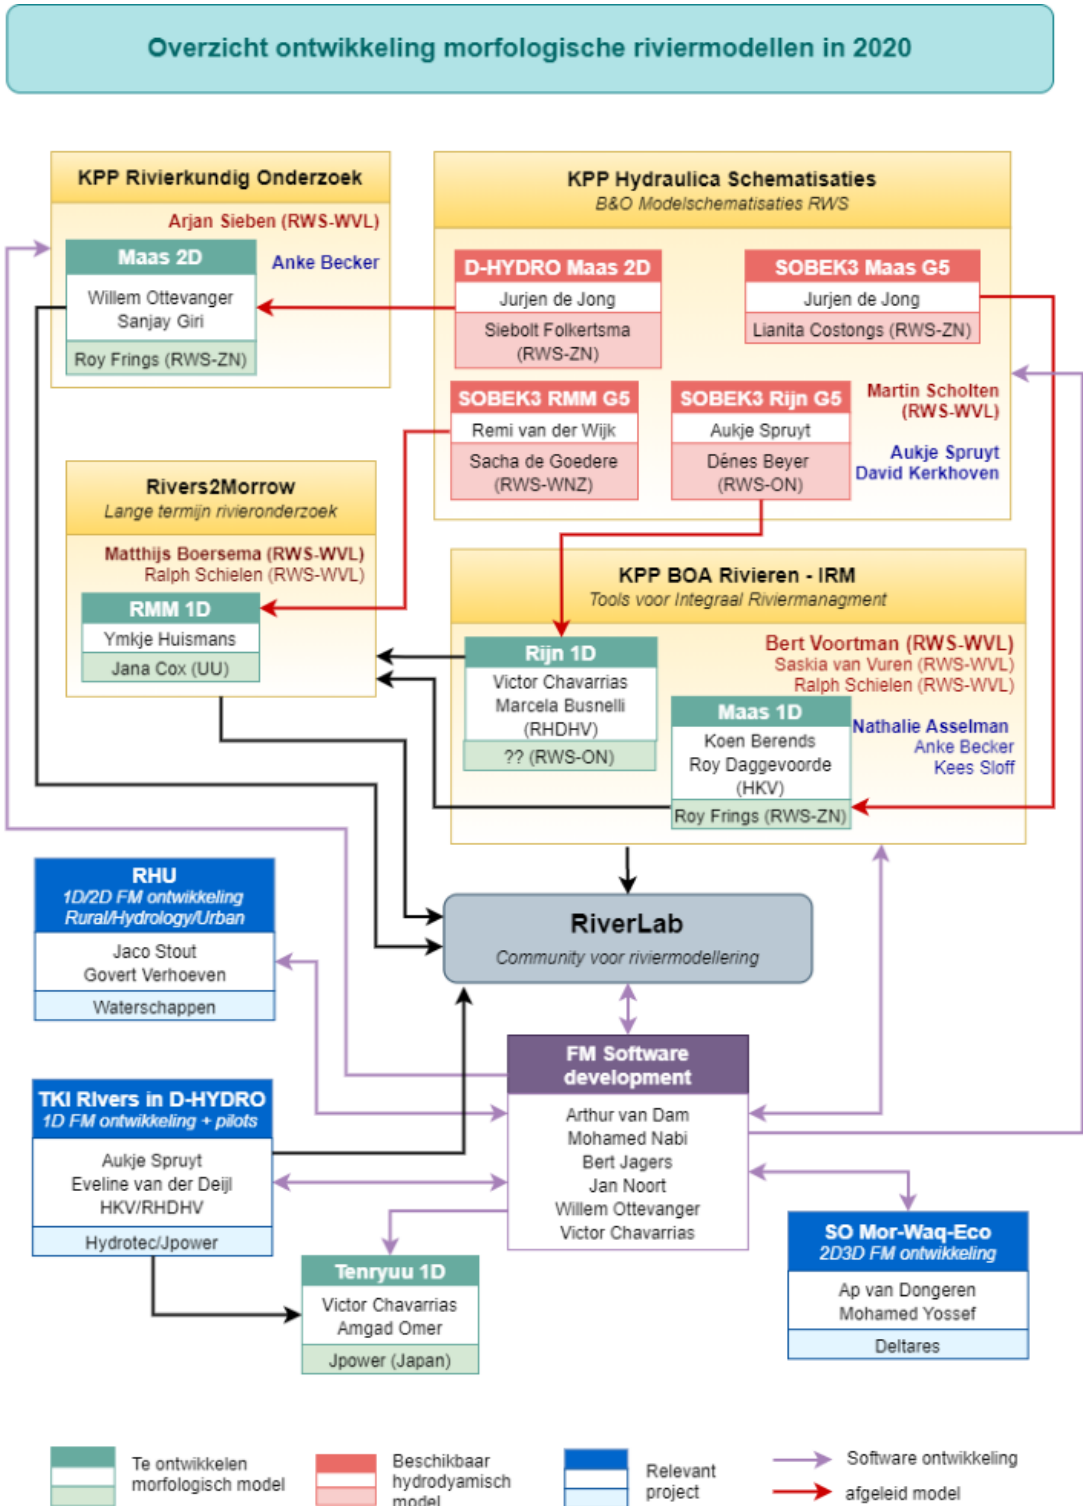 Overzicht ontwikkeling morfologische riviermodellen in 2020
KPP Rivierkundig Onderzoek
Arjan Sieben (RWS-WVL)
Anke Becker
Maas 2D
Willem Ottevanger
Sanjay Giri
Roy Frings (RWS-ZN)
KPP Hydraulica Schematisaties
B&O Modelschematisaties RWS
D-HYDRO Maas 2D
Jurjen de Jong
Siebolt Folkertsma
(RWS-ZN)
SOBEK3 Maas G5
Jurjen de Jong
Lianita Costongs (RWS-ZN)
SOBEK3 RMM G5
Remi van der Wijk
Sacha de Goedere
(RWS-WNZ)
SOBEK3 Rijn G5
Aukje Spruyt
Dénes Beyer
(RWS-ON)
Martin Scholten
(RWS-WVL)
Aukje Spruyt
David Kerkhoven
Rivers2Morrow
Lange termijn rivieronderzoek
Matthijs Boersema (RWS-WVL)
Ralph Schielen (RWS-WVL)
RMM 1D
Ymkje Huismans
Jana Cox (UU)
KPP BOA Rivieren - IRM
Tools voor Integraal Riviermanagment
Bert Voortman (RWS-WVL)
Saskia van Vuren (RWS-WVL)
Ralph Schielen (RWS-WVL)
Rijn 1D
Victor Chavarrias
Marcela Busnelli
(RHDHV)
?? (RWS-ON)
Maas 1D
Koen Berends
Roy Daggevoorde
(HKV)
Roy Frings (RWS-ZN)
Nathalie Asselman
Anke Becker
Kees Sloff
RHU
1D/2D FM ontwikkeling
Rural/Hydrology/Urban
Jaco Stout
Govert Verhoeven
Waterschappen
RiverLab
Community voor riviermodellering
FM Software
development
Arthur van Dam
Mohamed Nabi
Bert Jagers
Jan Noort
Willem Ottevanger
Victor Chavarrias
TKI RIvers in D-HYDRO
1D FM ontwikkeling + pilots
Aukje Spruyt
Eveline van der Deijl
HKV/RHDHV
Hydrotec/Jpower
SO Mor-Waq-Eco
2D3D FM ontwikkeling
Ap van Dongeren
Mohamed Yossef
Deltares
Tenryuu 1D
Victor Chavarrias
Amgad Omer
Jpower (Japan)
Te ontwikkelen
morfologisch model
Beschikbaar
hydrodyamisch
model
Relevant
project
Software ontwikkeling
afgeleid model